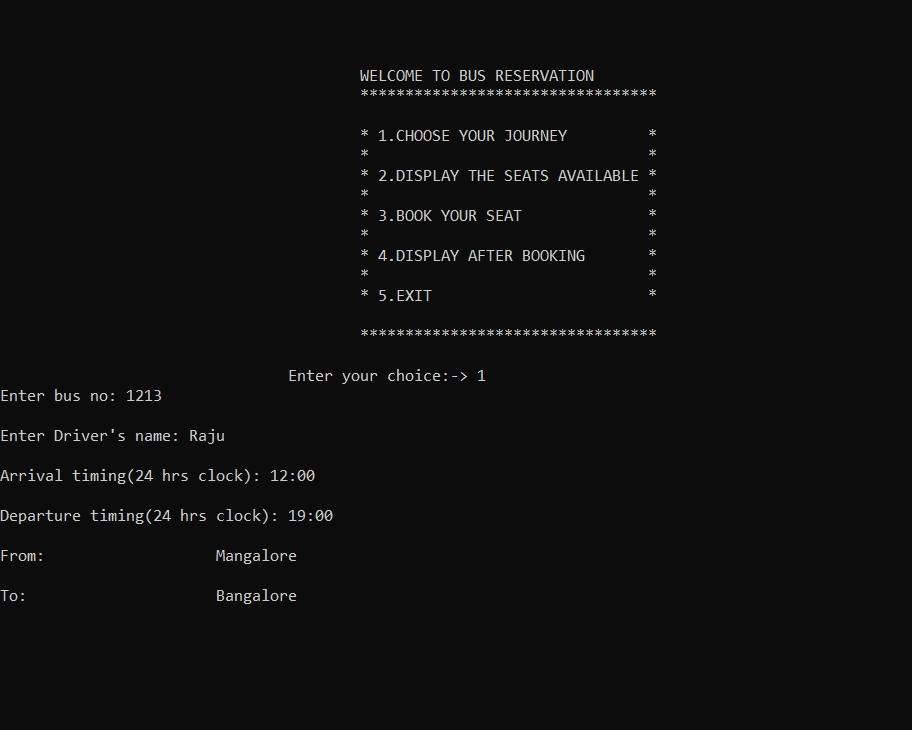 WELCOME TO BUS RESERVATION
*********************************
* 1.CHOOSE YOUR JOURNEY         *
*                               *
* 2.DISPLAY THE SEATS AVAILABLE *
*                               *
* 3.BOOK YOUR SEAT              *
*                               *
* 4.DISPLAY AFTER BOOKING       *
*                               *
* 5.EXIT                        *
*********************************
Enter your choice:-> 1
Enter bus no: 1213
Enter Driver's name: Raju
Arrival timing(24 hrs clock): 12:00
Departure timing(24 hrs clock): 19:00
From:                   Mangalore
To:                     Bangalore